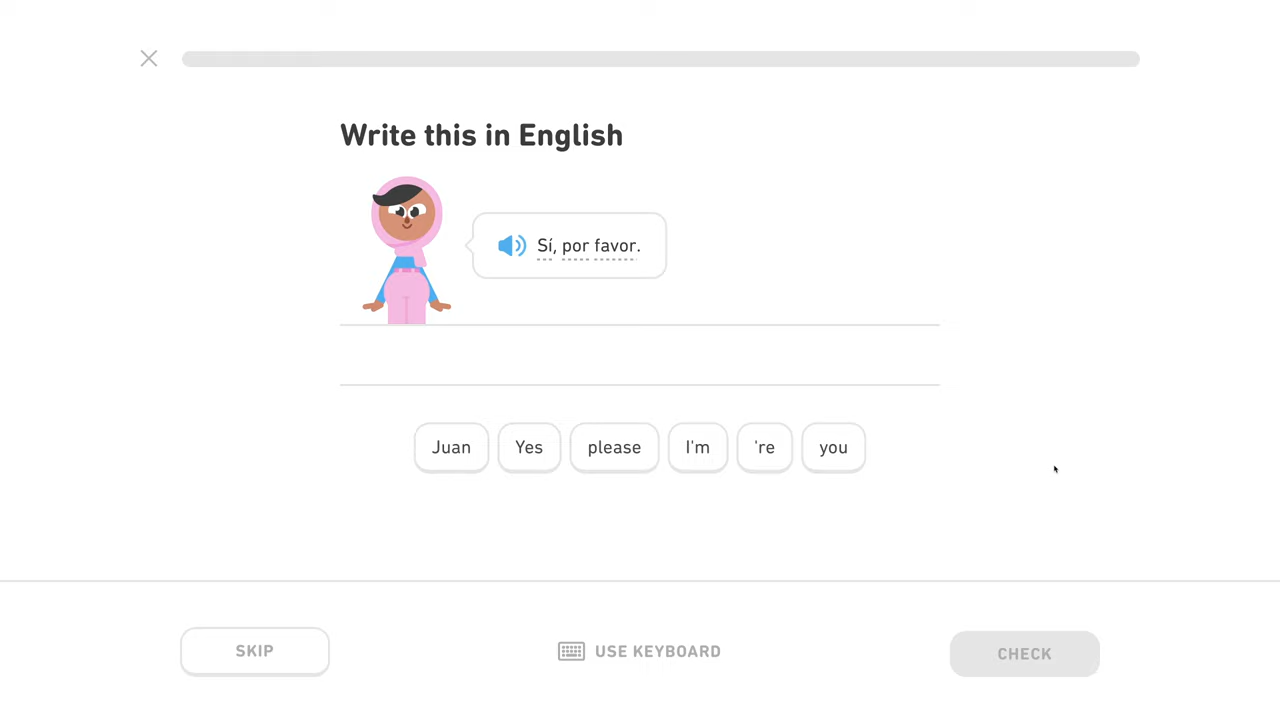 Write this in English
Sí, por favor.
Juan Yes please I'm 're you
SKIP USE KEYBOARD CHECK